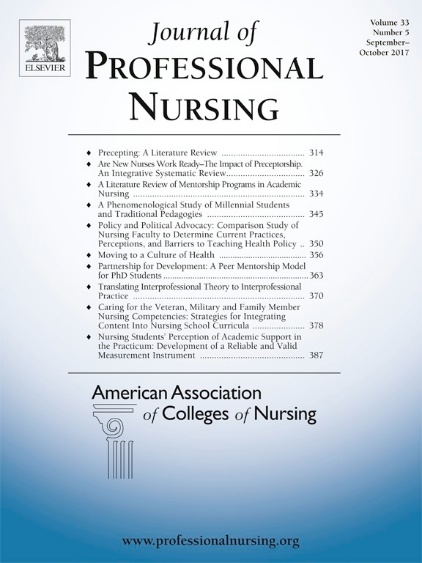 ELSEVIER
Volume 33
Number 5
September–
October 2017
Journal of
PROFESSIONAL
NURSING
♦ Precepting: A Literature Review .................................... 314
♦ Are New Nurses Work Ready–The Impact of Preceptorship.
An Integrative Systematic Review.................................. 326
♦ A Literature Review of Mentorship Programs in Academic
Nursing .......................................................................... 334
♦ A Phenomenological Study of Millennial Students
and Traditional Pedagogies .......................................... 345
♦ Policy and Political Advocacy: Comparison Study of
Nursing Faculty to Determine Current Practices,
Perceptions, and Barriers to Teaching Health Policy .. 350
♦ Moving to a Culture of Health ..................................... 356
♦ Partnership for Development: A Peer Mentorship Model
for PhD Students............................................................363
♦ Translating Interprofessional Theory to Interprofessional
Practice .......................................................................... 370
♦ Caring for the Veteran, Military and Family Member
Nursing Competencies: Strategies for Integrating
Content Into Nursing School Curricula ...................... 378
♦ Nursing Students' Perception of Academic Support in
the Practicum: Development of a Reliable and Valid
Measurement Instrument ............................................. 387
American Association
of Colleges of Nursing
www.professionalnursing.org